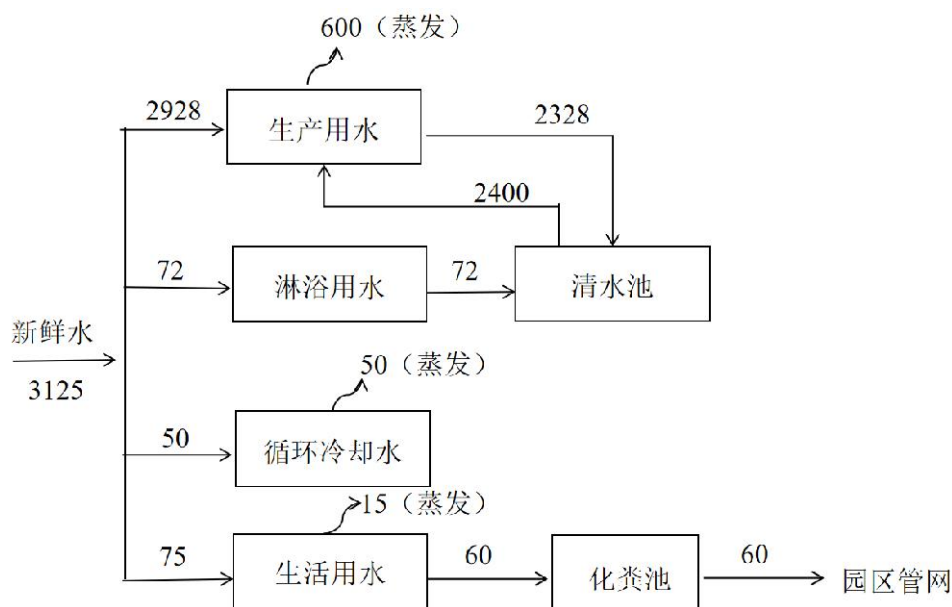 600（蒸发）
2928
生产用水
2328
2400
72
淋浴用水
72
清水池
新鲜水
3125
50（蒸发）
50
循环冷却水
15（蒸发）
75
生活用水
60
化粪池
60
园区管网